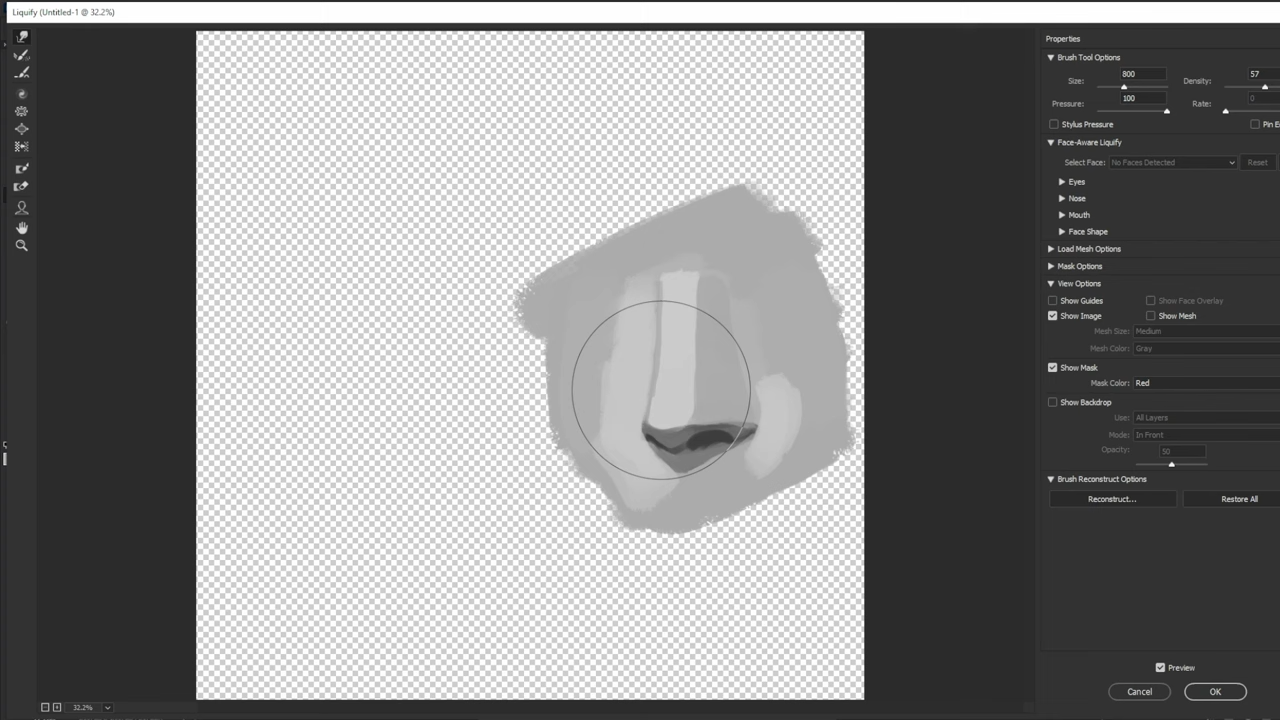 Liquify (Untitled-1 @ 32.2%)
Properties
Brush Tool Options
Size: 800 Density: 57
Pressure: 100 Rate: 0
Stylus Pressure Pin E
Face-Aware Liquify
Select Face: No Faces Detected Reset
Eyes
Nose
Mouth
Face Shape
Load Mesh Options
Mask Options
View Options
Show Guides Show Face Overlay
Show Image Show Mesh
Mesh Size: Medium
Mesh Color: Gray
Show Mask
Mask Color: Red
Show Backdrop
Use: All Layers
Mode: In Front
Opacity: 50
Brush Reconstruct Options
Reconstruct... Restore All
Preview
Cancel OK
32.2%